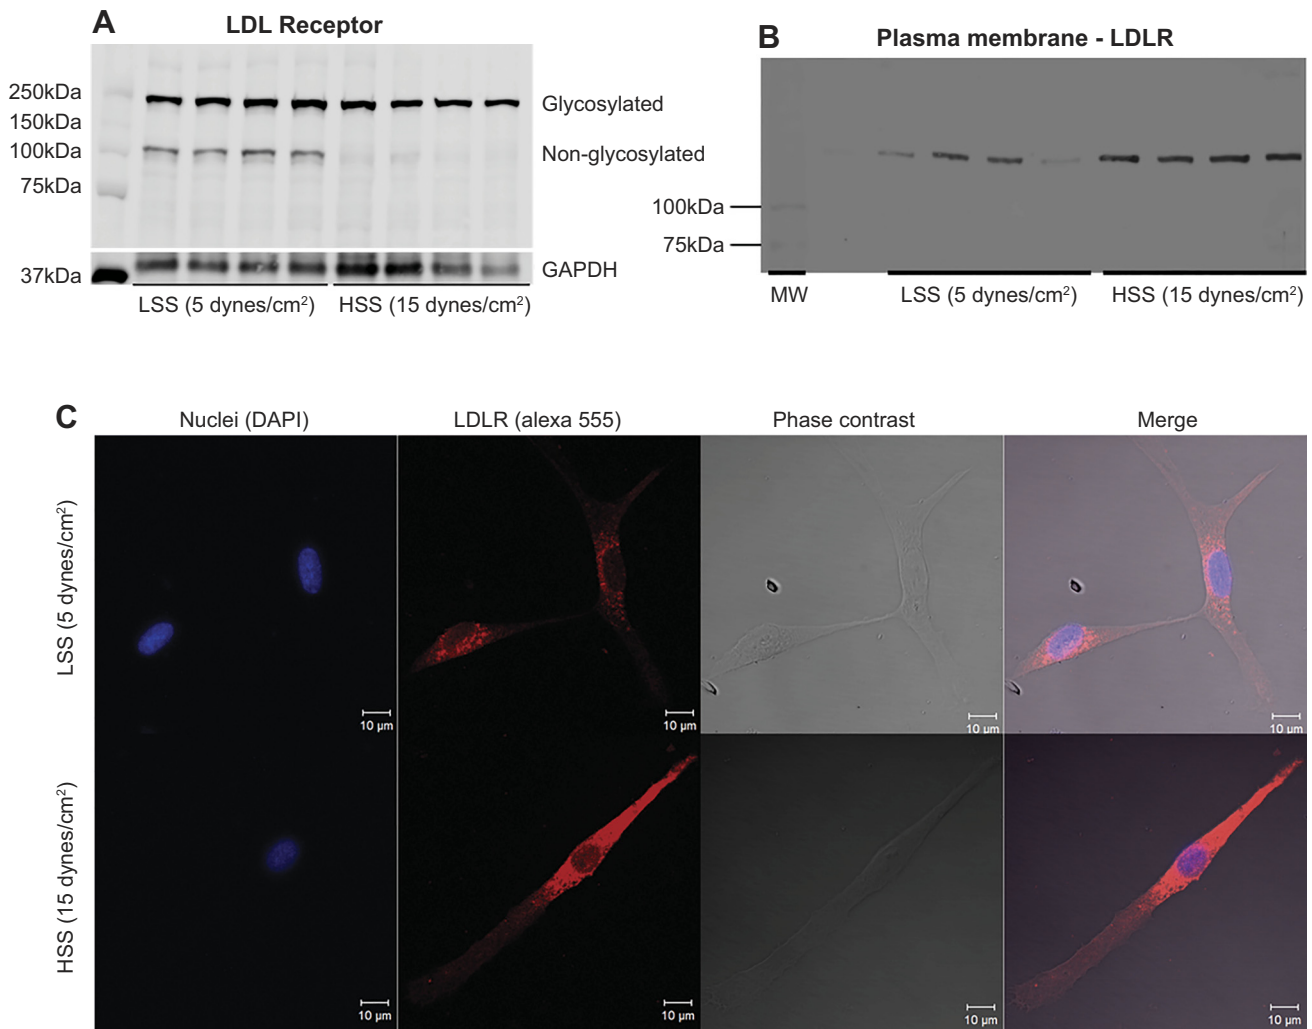 A
LDL Receptor
250kDa
150kDa
100kDa
75kDa
37kDa
Glycosylated
Non-glycosylated
GAPDH
LSS (5 dynes/cm²)
HSS (15 dynes/cm²)
B
Plasma membrane - LDLR
100kDa
75kDa
MW
LSS (5 dynes/cm²)
HSS (15 dynes/cm²)
C
Nuclei (DAPI)
LDLR (alexa 555)
Phase contrast
Merge
LSS (5 dynes/cm²)
10 µm
10 µm
10 µm
10 µm
HSS (15 dynes/cm²)
10 µm
10 µm
10 µm
10 µm